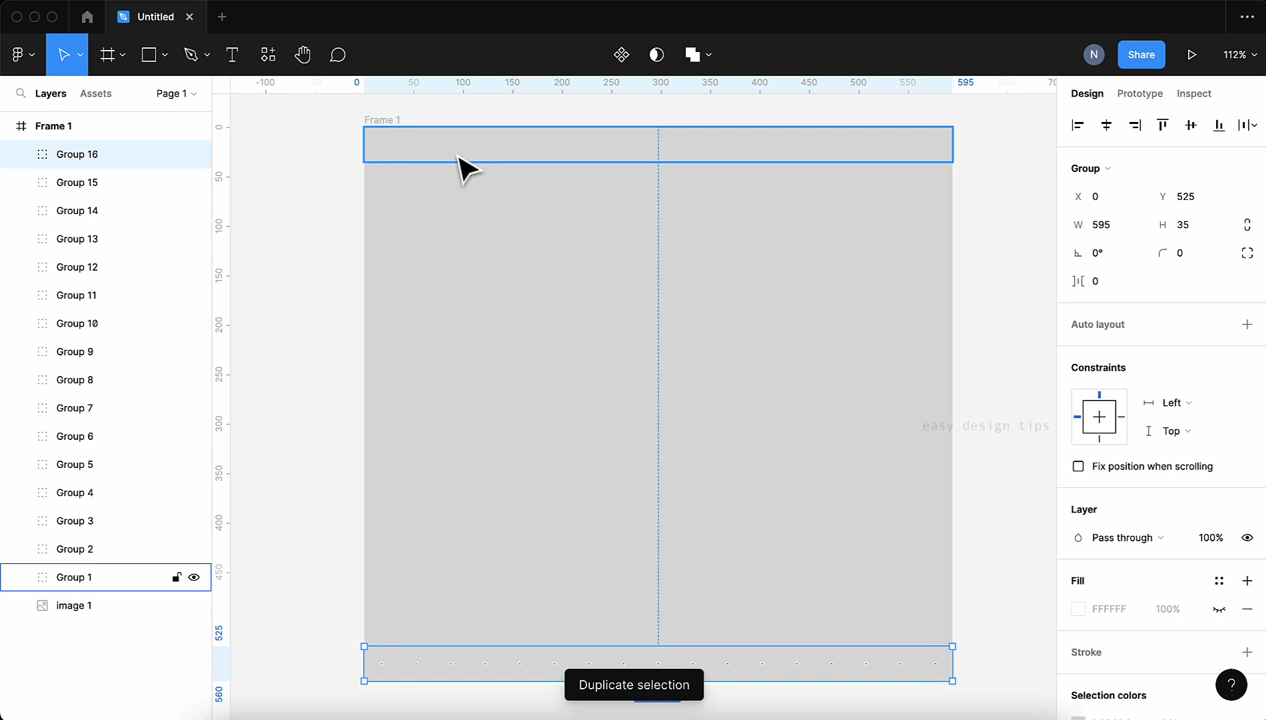 Untitled
N
Share
112%
Layers
Assets
Page 1
-100
0
50
100
150
200
250
300
350
400
450
500
550
595
Design
Prototype
Inspect
Frame 1
Frame 1
0
50
100
150
200
250
300
350
400
450
525
560
Group 16
Group 15
Group 14
Group 13
Group 12
Group 11
Group 10
Group 9
Group 8
Group 7
Group 6
Group 5
Group 4
Group 3
Group 2
Group 1
image 1
easy design tips
Duplicate selection
Group
X 0 Y 525
W 595 H 35
0° 0
0
Auto layout
Constraints
Left
Top
Fix position when scrolling
Layer
Pass through 100%
Fill
FFFFFF 100%
Stroke
?
Selection colors